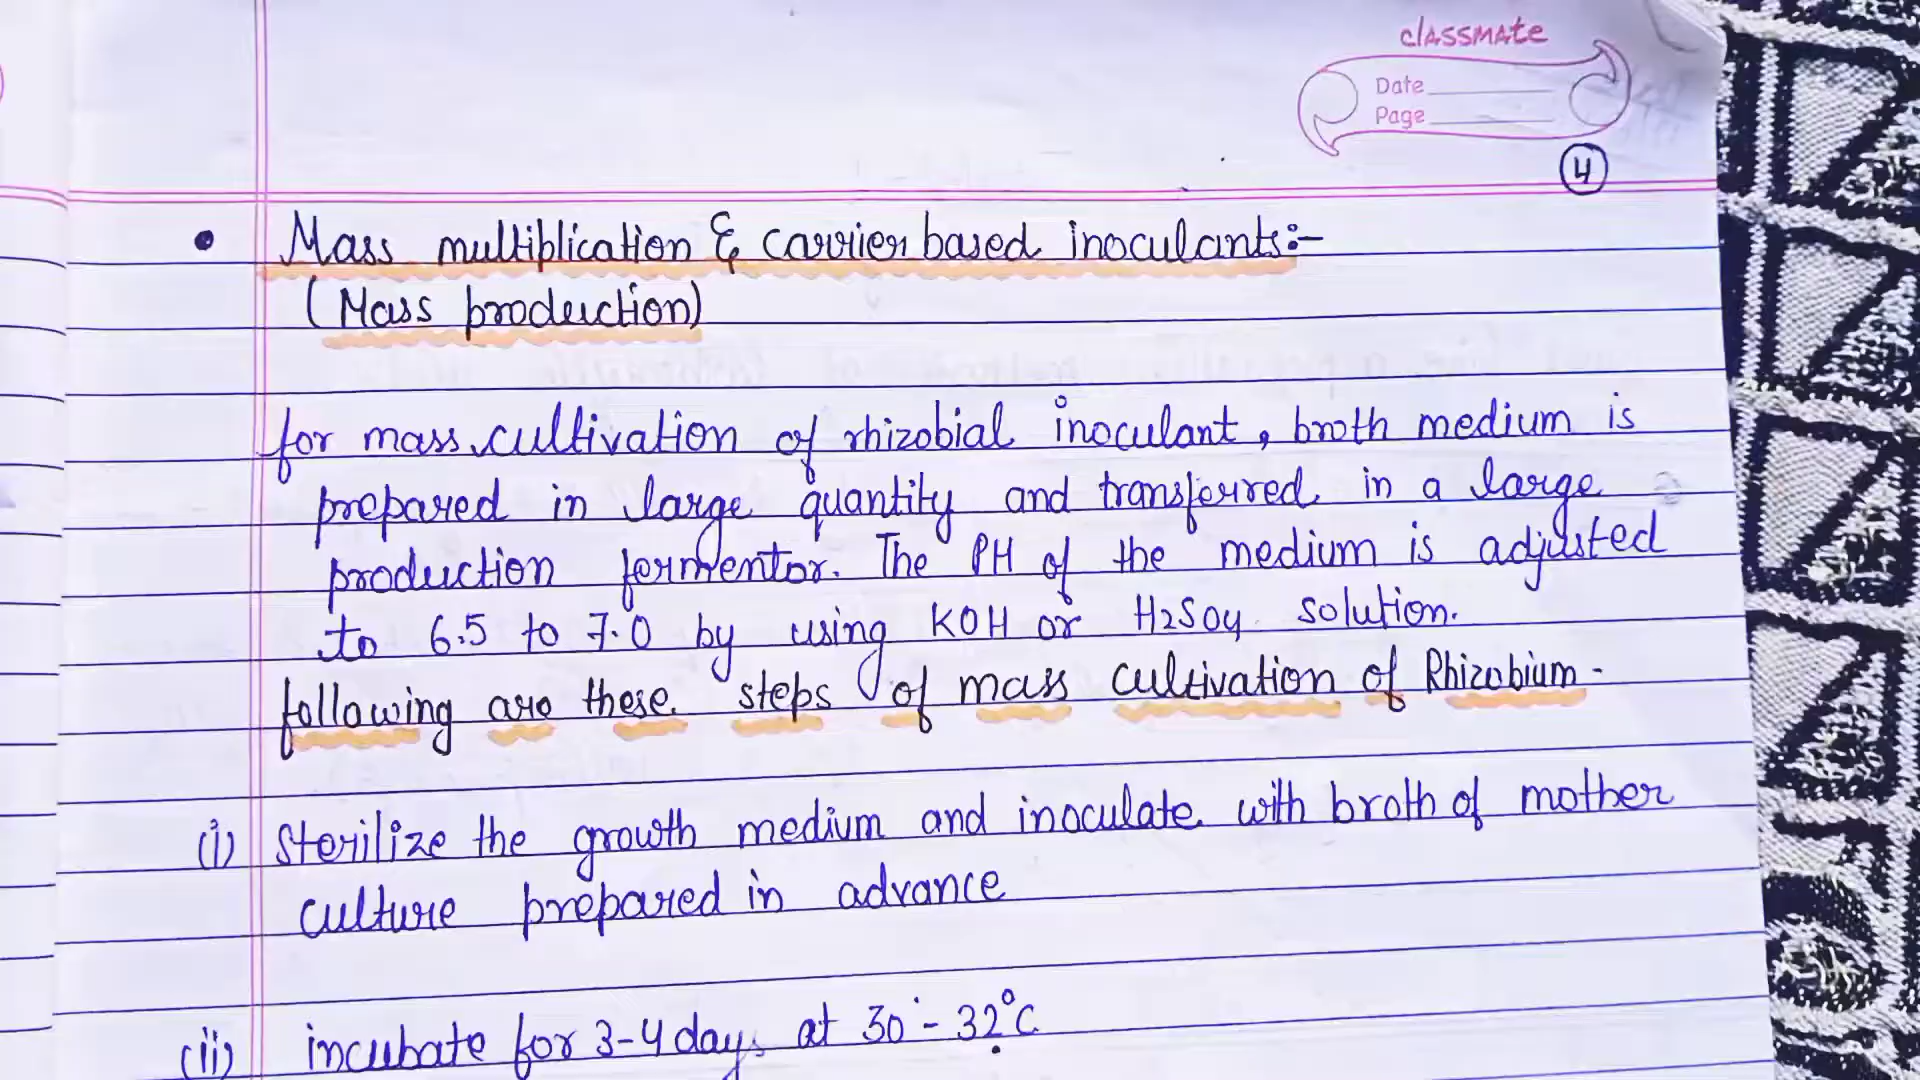 classmate
Date
Page
4
• Mass multiplication & carrier based inoculants:-
(Mass production)
for mass cultivation of rhizobial inoculant, broth medium is
prepared in large quantity and transferred in a large
production fermentor. The PH of the medium is adjusted
to 6.5 to 7.0 by using KOH or H2SO4 solution.
following are these steps of mass cultivation of Rhizobium-
(i) Sterilize the growth medium and inoculate with broth of mother
culture prepared in advance
(ii) incubate for 3-4 days at 30°-32°C